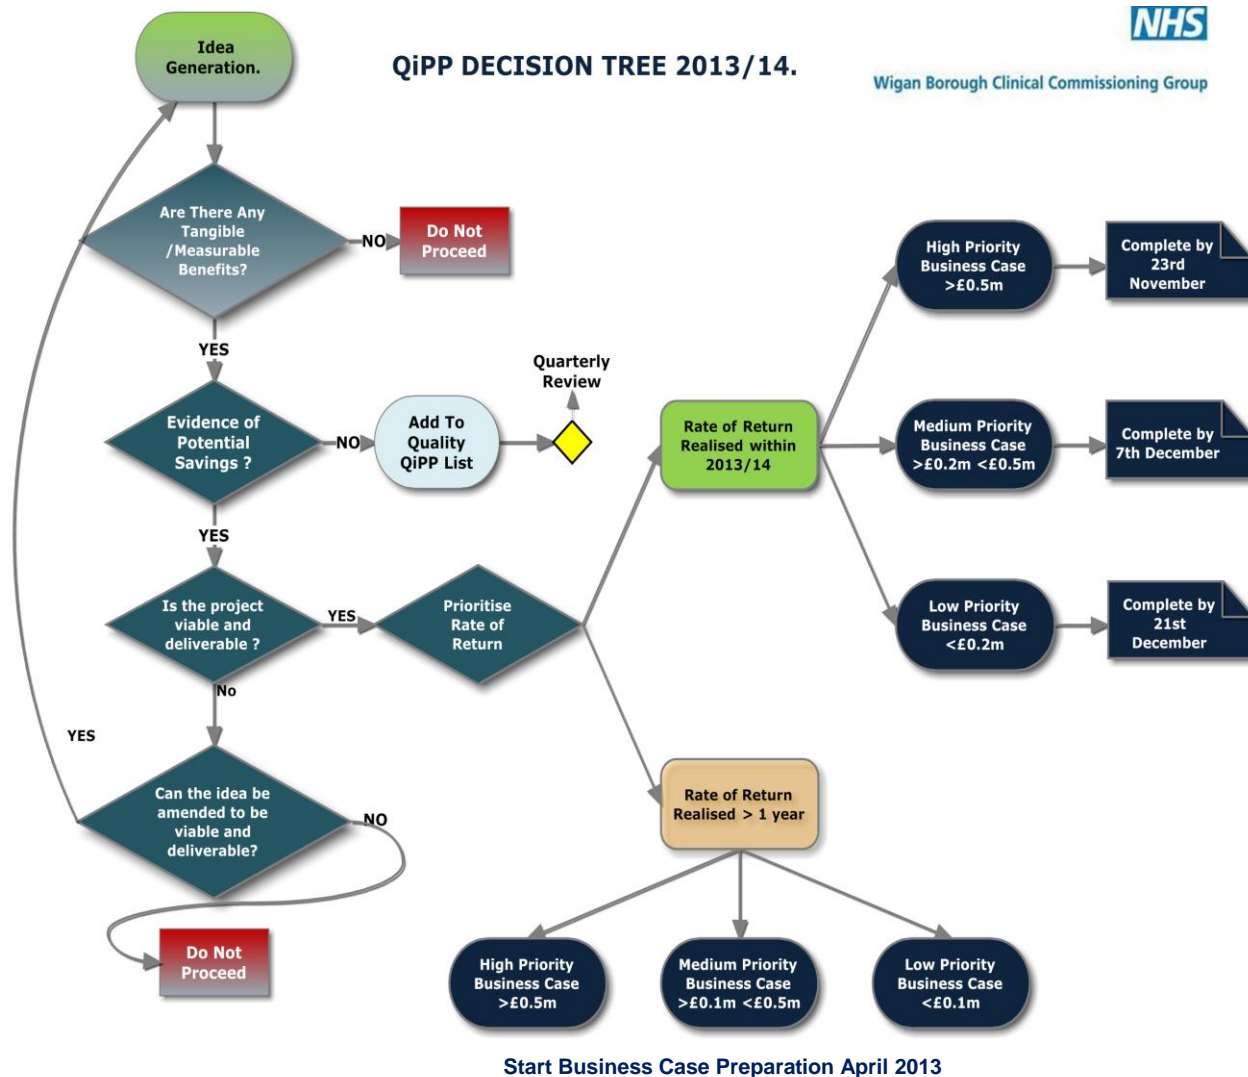 NHS
Wigan Borough Clinical Commissioning Group
QiPP DECISION TREE 2013/14.
Idea
Generation.
Are There Any
Tangible
/Measurable
Benefits?
NO
Do Not
Proceed
YES
Evidence of
Potential
Savings ?
NO
Add To
Quality
QiPP List
Quarterly
Review
YES
Is the project
viable and
deliverable ?
YES
Prioritise
Rate of
Return
No
YES
Can the idea be
amended to be
viable and
deliverable?
NO
Do Not
Proceed
Rate of Return
Realised within
2013/14
High Priority
Business Case
>£0.5m
Complete by
23rd
November
Medium Priority
Business Case
>£0.2m <£0.5m
Complete by
7th December
Low Priority
Business Case
<£0.2m
Complete by
21st
December
Rate of Return
Realised > 1 year
High Priority
Business Case
>£0.5m
Medium Priority
Business Case
>£0.1m <£0.5m
Low Priority
Business Case
<£0.1m
Start Business Case Preparation April 2013